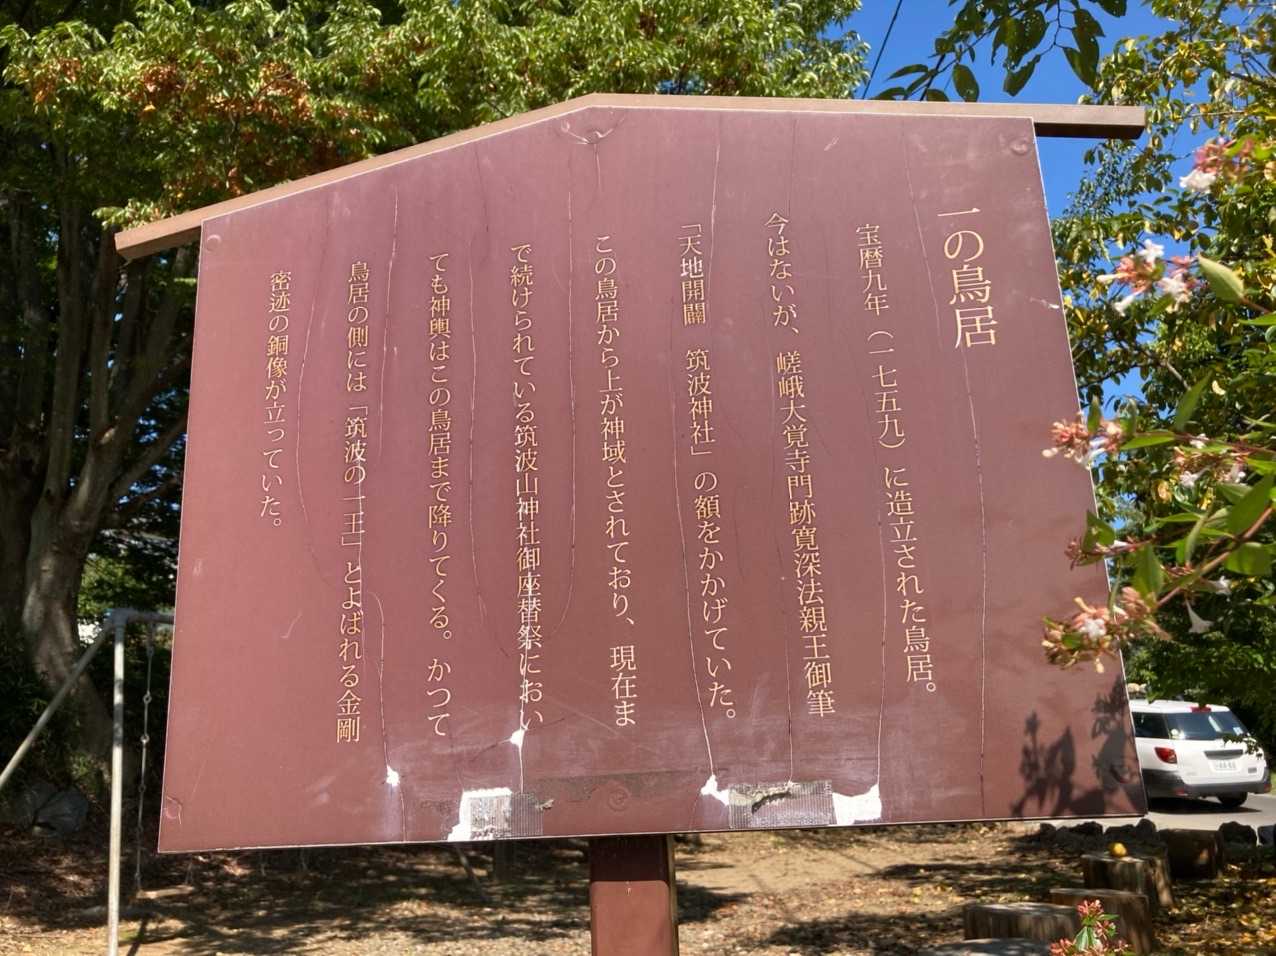 一の鳥居
宝暦九年（一七五九）に造立された鳥居。
今はないが、嵯峨大覚寺門跡寛深法親王御筆
「天地開闢　筑波神社」の額をかかげていた。
この鳥居から上が神域とされており、現在ま
で続けられている筑波山神社御座替祭におい
ても神輿はこの鳥居まで降りてくる。かつて
鳥居の側には「筑波の一王」とよばれる金剛
密迹の銅像が立っていた。